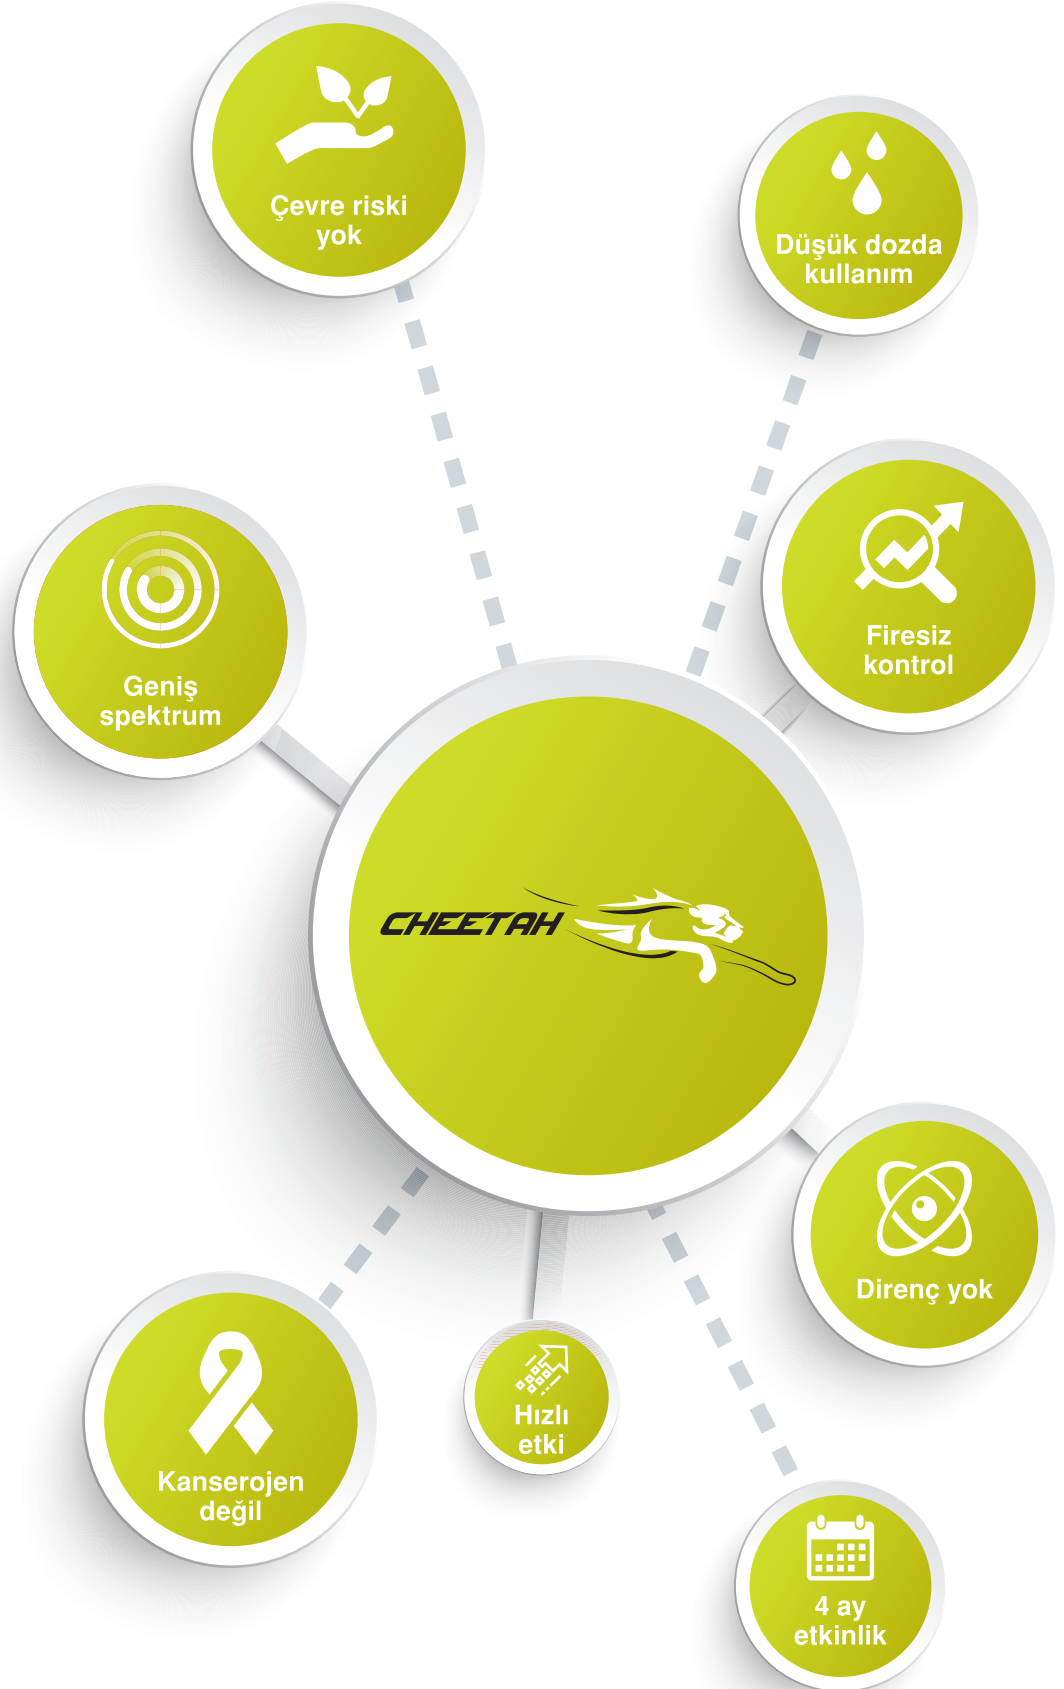 Çevre riski
yok
Düşük dozda
kullanım
Geniş
spektrum
Firesiz
kontrol
CHEETAH
Direnç yok
Hızlı
etki
Kanserojen
değil
4 ay
etkinlik